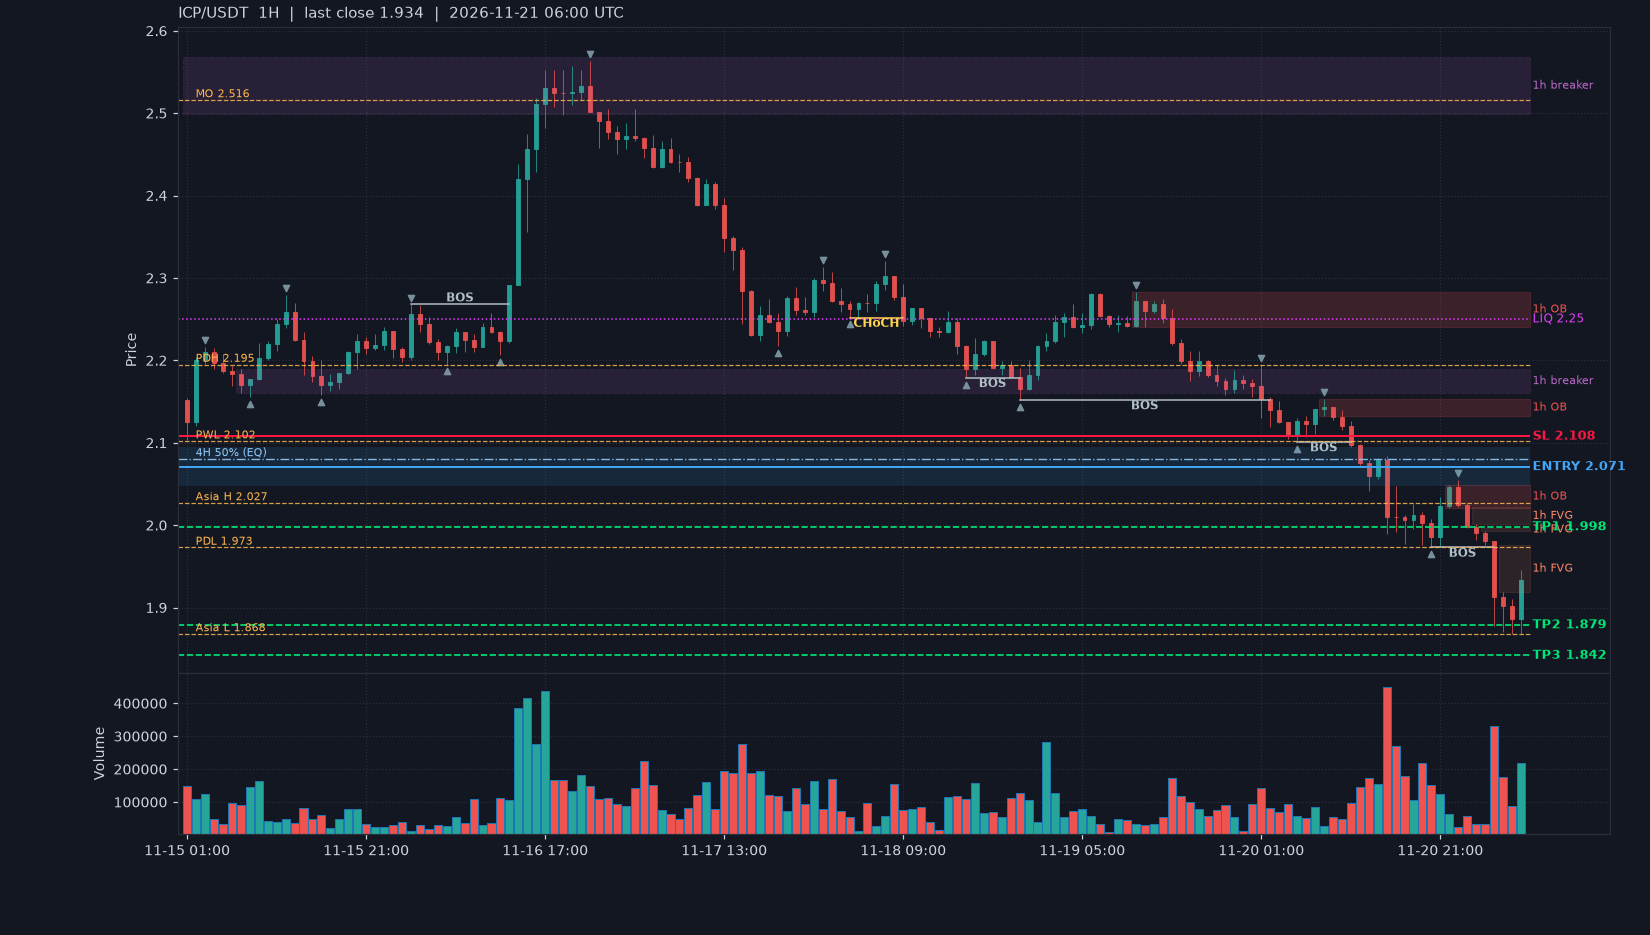 ICP/USDT 1H | last close 1.934 | 2026-11-21 06:00 UTC
2.6
2.5
2.4
2.3
2.2
2.1
2.0
1.9
Price
MO 2.516
1h breaker
BOS
CHoCH
1h OB
LIQ 2.25
PDH 2.195
1h breaker
BOS
BOS
1h OB
PWL 2.102
SL 2.108
BOS
4H 50% (EQ)
ENTRY 2.071
Asia H 2.027
1h OB
1h FVG
TP1 1.998
1h FVG
PDL 1.973
BOS
1h FVG
Asia L 1.868
TP2 1.879
TP3 1.842
400000
300000
200000
100000
Volume
11-15 01:00
11-15 21:00
11-16 17:00
11-17 13:00
11-18 09:00
11-19 05:00
11-20 01:00
11-20 21:00